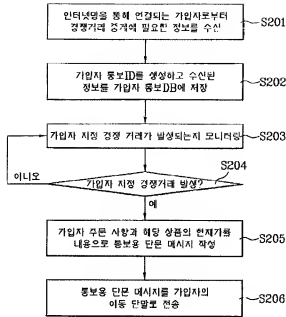 인터넷망을 통해 연결되는 가입자로부터
경쟁거래 중계에 필요한 정보를 수신
S201
가입자 통보ID를 생성하고 수신된
정보를 가입자 통보DB에 저장
S202
가입자 지정 경쟁 거래가 발생되는지 모니터링
S203
S204
아니오
가입자 지정 경쟁거래 발생?
예
가입자 주문 사항과 해당 상품의 현재가를
내용으로 통보용 단문 메시지 작성
S205
통보용 단문 메시지를 가입자의
이동 단말로 전송
S206